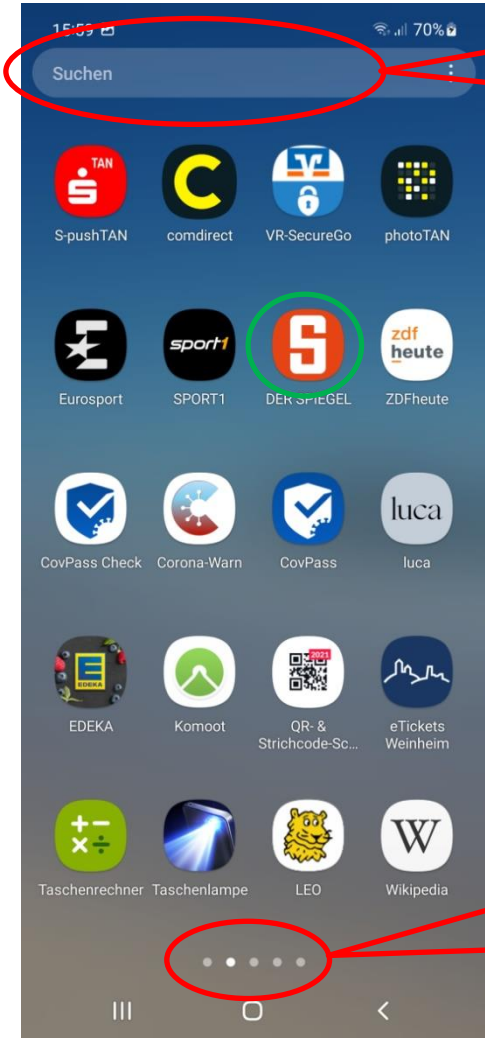 15:59 70%
Suchen
TAN
S-pushTAN comdirect VR-SecureGo photoTAN
sport1 S zdf
heute
Eurosport SPORT1 DER SPIEGEL ZDFheute
luca
CovPass Check Corona-Warn CovPass luca
E 2021
EDEKA
EDEKA Komoot QR- & eTickets
Strichcode-Sc... Weinheim
W
Taschenrechner Taschenlampe LEO Wikipedia